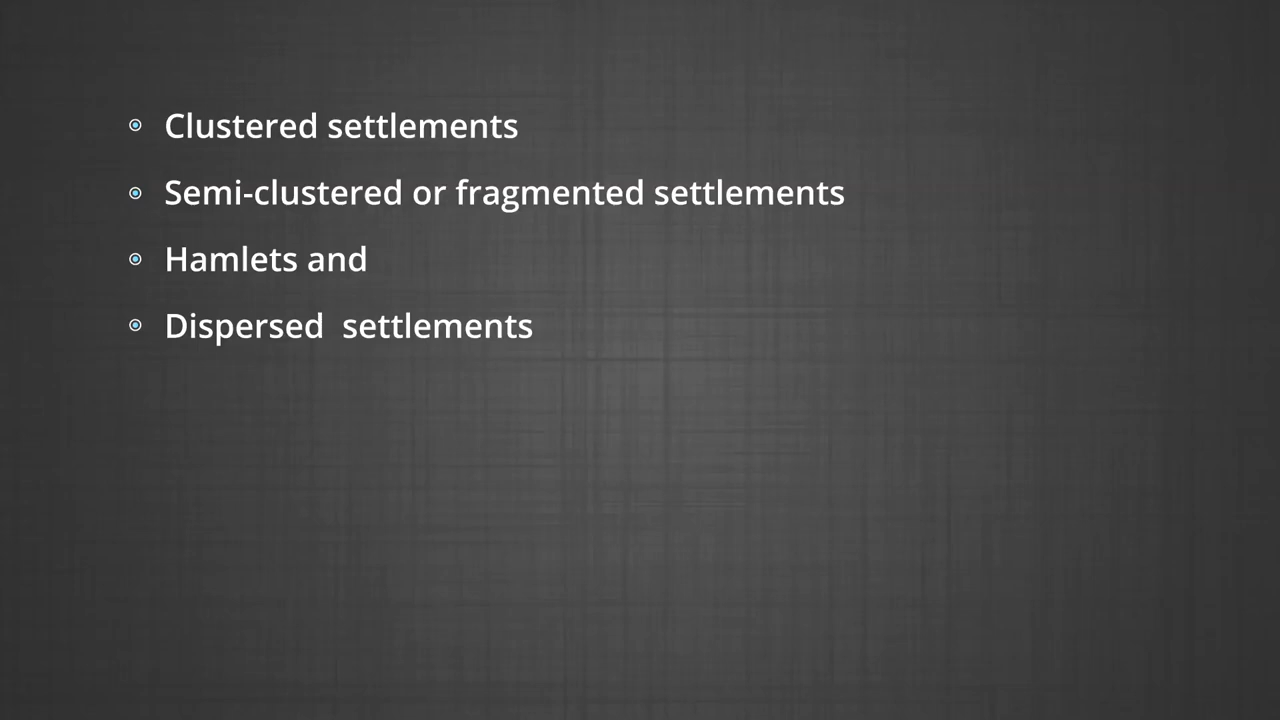 Clustered settlements
Semi-clustered or fragmented settlements
Hamlets and
Dispersed  settlements